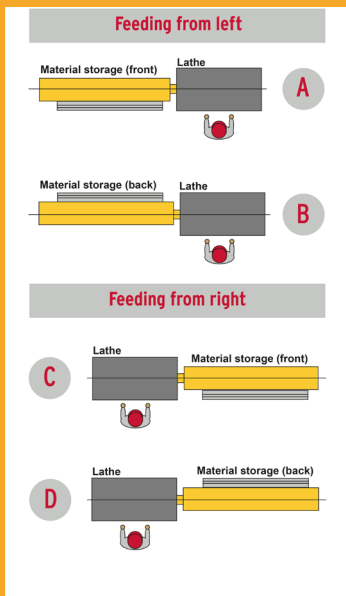 Feeding from left
Material storage (front)
Lathe
A
Material storage (back)
Lathe
B
Feeding from right
Lathe
Material storage (front)
C
Lathe
Material storage (back)
D